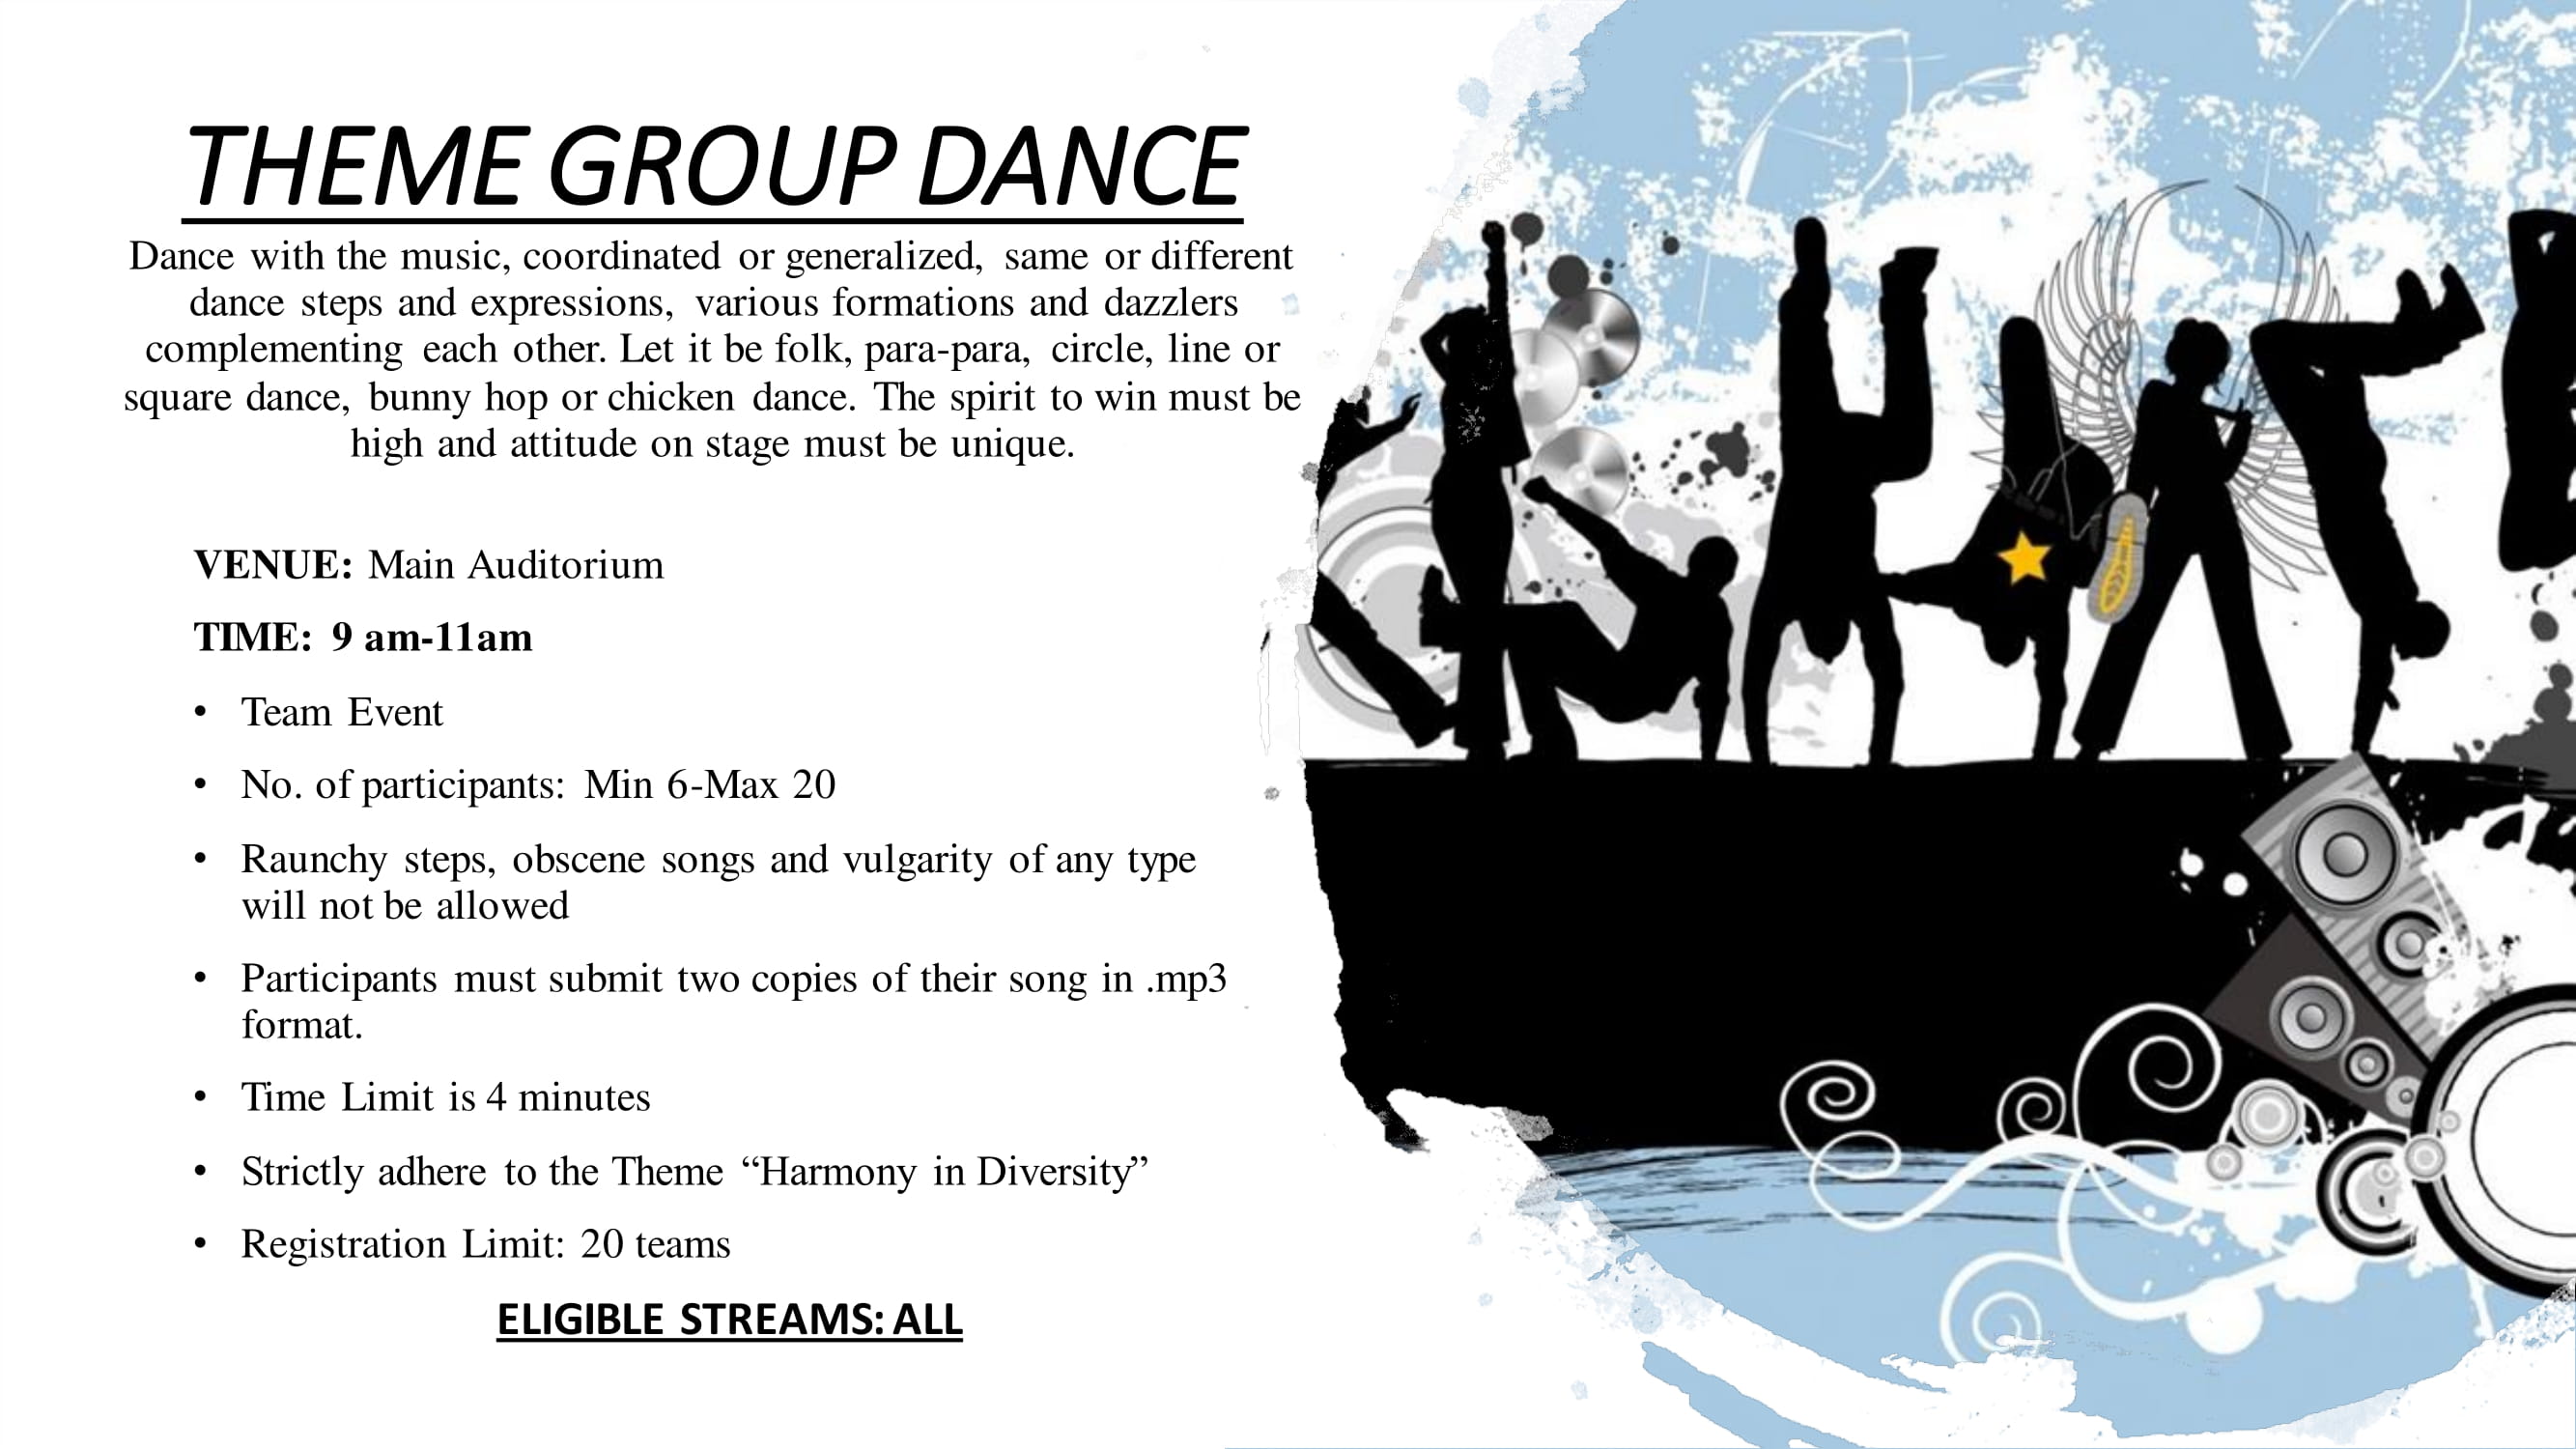 THEME GROUP DANCE
Dance with the music, coordinated or generalized, same or different
dance steps and expressions, various formations and dazzlers
complementing each other. Let it be folk, para-para, circle, line or
square dance, bunny hop or chicken dance. The spirit to win must be
high and attitude on stage must be unique.
VENUE: Main Auditorium
TIME: 9 am-11am
• Team Event
• No. of participants: Min 6-Max 20
• Raunchy steps, obscene songs and vulgarity of any type
will not be allowed
• Participants must submit two copies of their song in .mp3
format.
• Time Limit is 4 minutes
• Strictly adhere to the Theme “Harmony in Diversity”
• Registration Limit: 20 teams
ELIGIBLE STREAMS: ALL